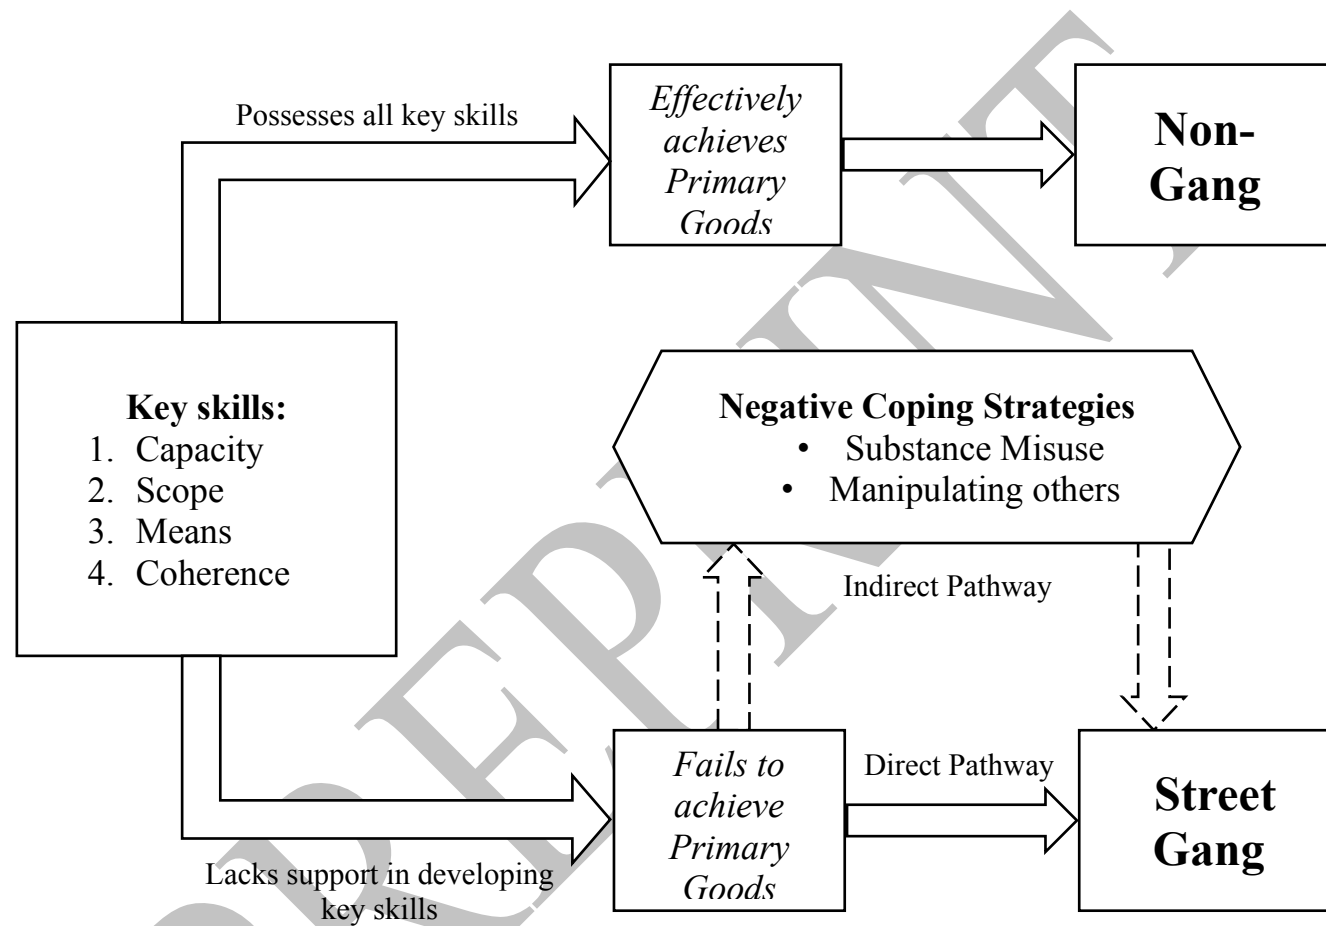 Possesses all key skills
Effectively
achieves
Primary
Goods
Non-
Gang
Key skills:
1. Capacity
2. Scope
3. Means
4. Coherence
Negative Coping Strategies
• Substance Misuse
• Manipulating others
Indirect Pathway
Fails to
achieve
Primary
Goods
Direct Pathway
Street
Gang
Lacks support in developing
key skills
PREPRINT